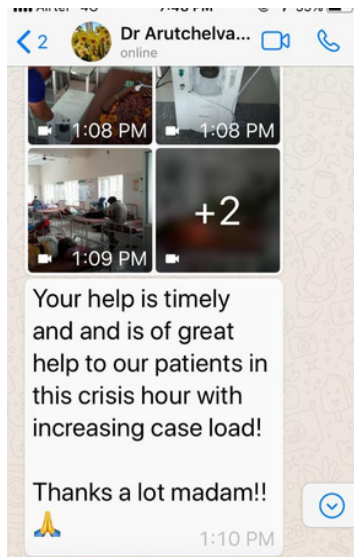 2
Dr Arutchelva...
online
1:08 PM
1:08 PM
1:09 PM
+2
Your help is timely
and and is of great
help to our patients in
this crisis hour with
increasing case load!
Thanks a lot madam!!
🙏
1:10 PM